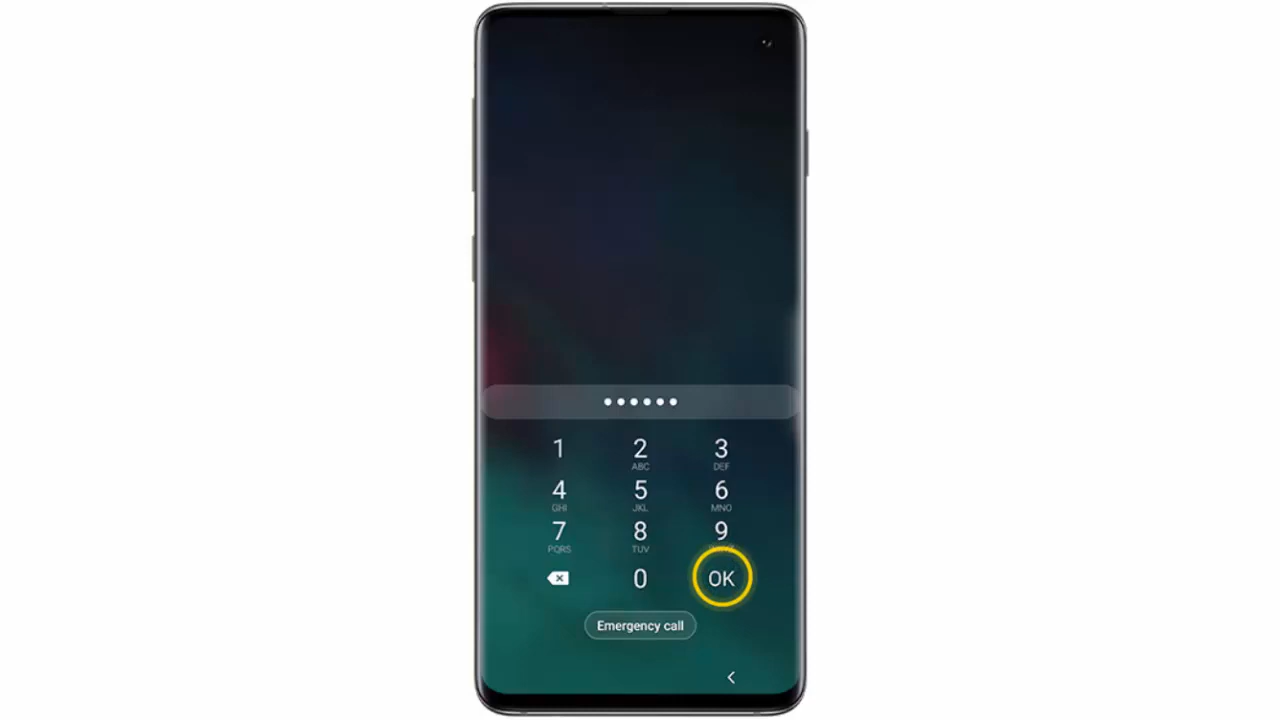 1 2 3
ABC DEF
4 5 6
GHI JKL MNO
7 8 9
PQRS TUV
0 OK
Emergency call